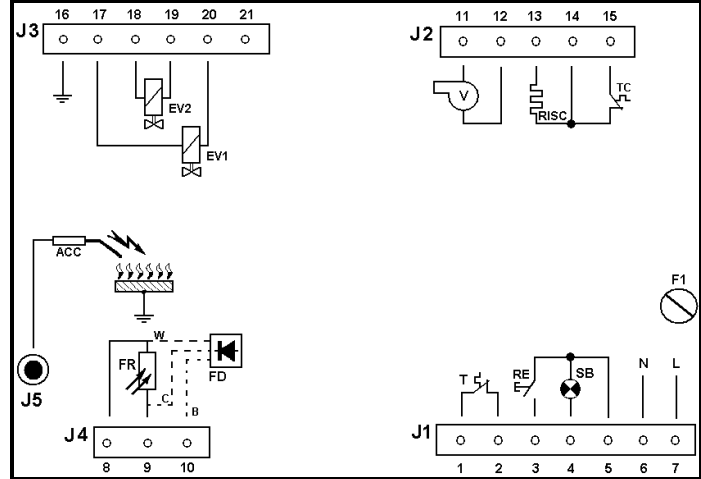 16 17 18 19 20 21
J3
EV2
EV1
11 12 13 14 15
J2
V
RISC
TC
ACC
J5
W
FR
FD
C
B
J4
8 9 10
F1
T
RE
SB
N
L
J1
1 2 3 4 5 6 7